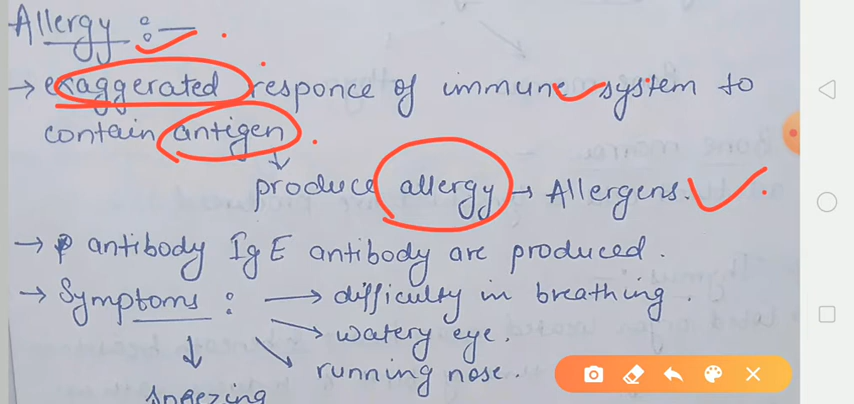 Allergy :-
→ exaggerated responce of immune system to
contain antigen
↓
produce allergy → Allergens.
→ antibody IgE antibody are produced.
→ Symptoms : → difficulty in breathing.
→ watery eye.
↓ → running nose.
sneezing